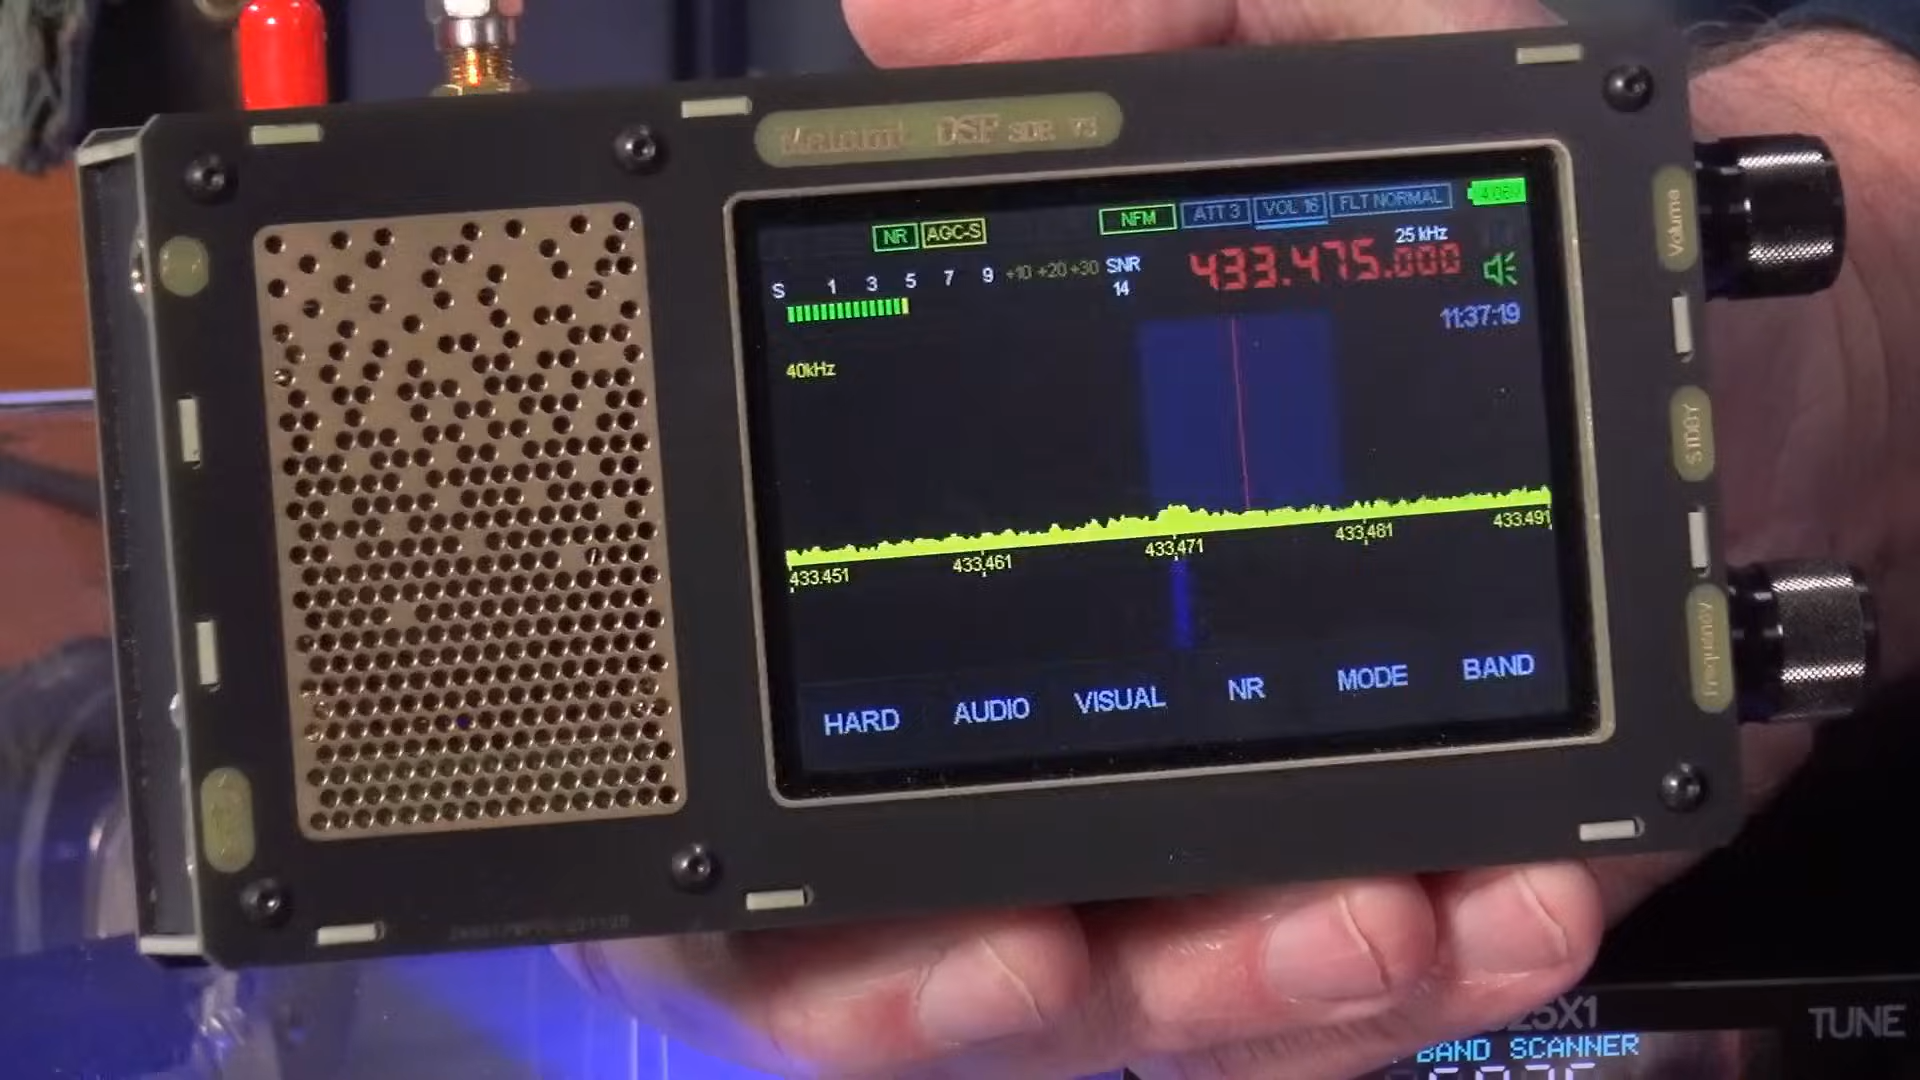 Malahit DSP SDR V3
NR AGC-S NFM ATT 3 VOL 16 FLT NORMAL
25 kHz
S 1 3 5 7 9 +10 +20 +30 SNR 433.475.000
14
11:37:19
40kHz
433.451 433.461 433.471 433.481 433.491
HARD AUDIO VISUAL NR MODE BAND
Volume
STDBY
Frequency
TUNE
BAND SCANNER